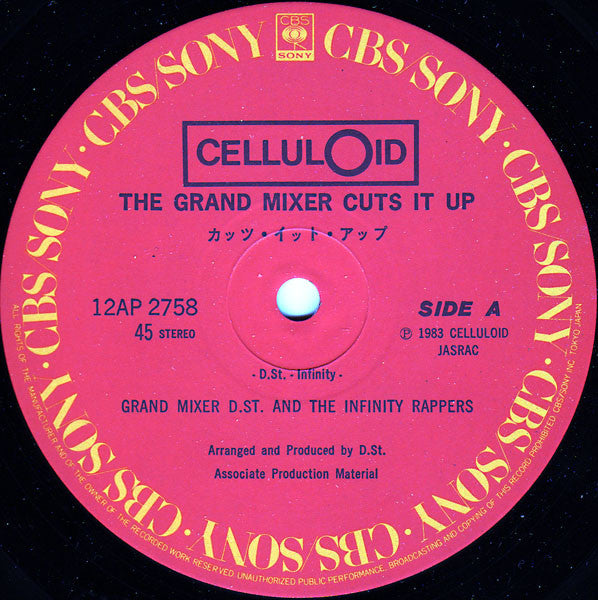 CBS
SONY
CBS/SONY · CBS/SONY · CBS/SONY · CBS/SONY · CBS/SONY · CBS/SONY · CBS/SONY · CBS SONY · CBS/SONY ·
CELLULOID
THE GRAND MIXER CUTS IT UP
カッツ・イット・アップ
12AP 2758
SIDE A
45 STEREO
Ⓟ 1983 CELLULOID
JASRAC
- D.St. - Infinity -
GRAND MIXER D.ST. AND THE INFINITY RAPPERS
Arranged and Produced by D.St.
Associate Production Material
ALL RIGHTS OF THE MANUFACTURER AND OF THE OWNER OF THE RECORDED WORK RESERVED. UNAUTHORIZED PUBLIC PERFORMANCE, BROADCASTING AND COPYING OF THIS RECORD PROHIBITED CBS/SONY INC. TOKYO JAPAN